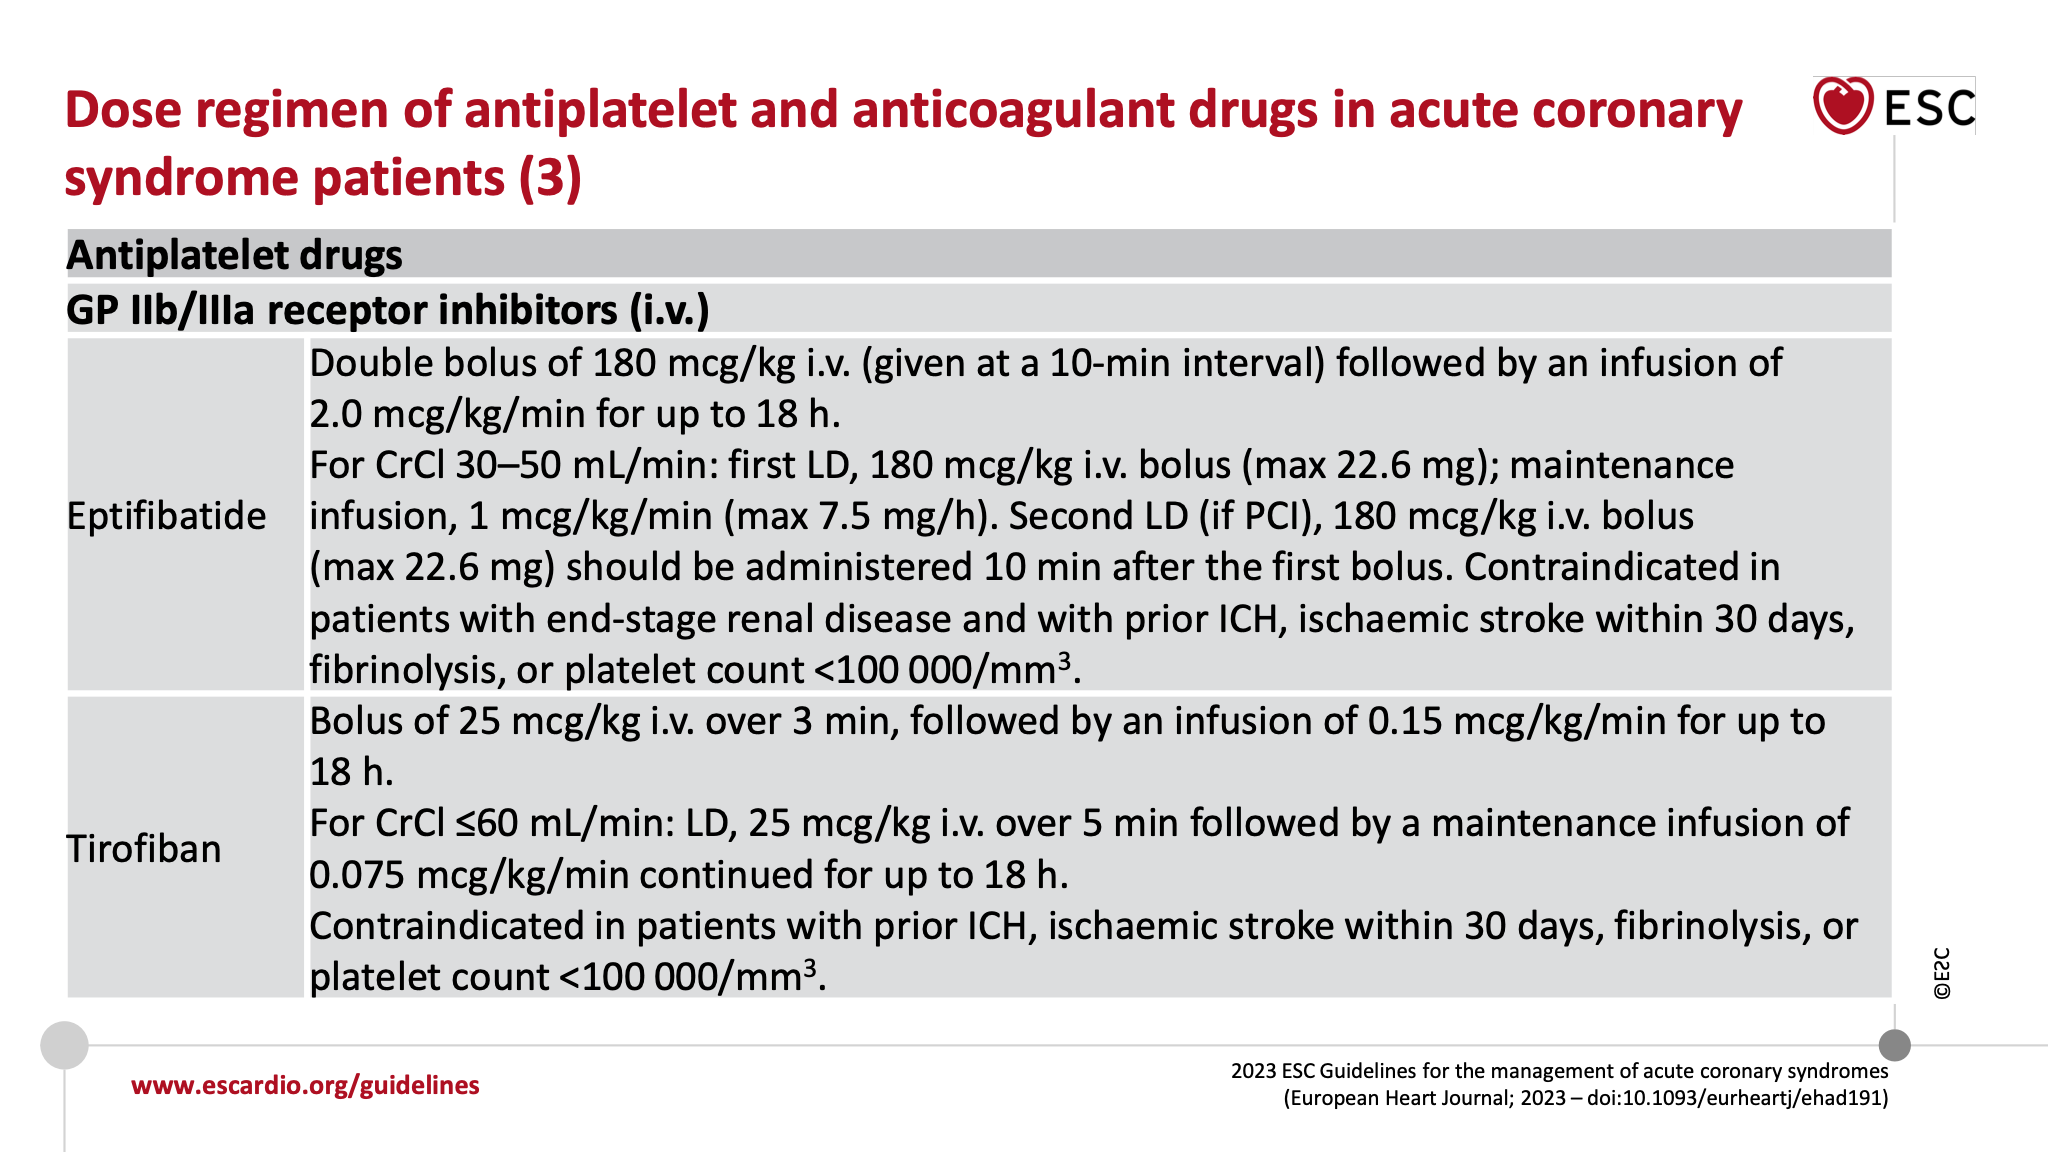 Dose regimen of antiplatelet and anticoagulant drugs in acute coronary
syndrome patients (3)
ESC
Antiplatelet drugs
GP IIb/IIIa receptor inhibitors (i.v.)
Eptifibatide
Double bolus of 180 mcg/kg i.v. (given at a 10-min interval) followed by an infusion of
2.0 mcg/kg/min for up to 18 h.
For CrCl 30–50 mL/min: first LD, 180 mcg/kg i.v. bolus (max 22.6 mg); maintenance
infusion, 1 mcg/kg/min (max 7.5 mg/h). Second LD (if PCI), 180 mcg/kg i.v. bolus
(max 22.6 mg) should be administered 10 min after the first bolus. Contraindicated in
patients with end-stage renal disease and with prior ICH, ischaemic stroke within 30 days,
fibrinolysis, or platelet count <100 000/mm³.
Tirofiban
Bolus of 25 mcg/kg i.v. over 3 min, followed by an infusion of 0.15 mcg/kg/min for up to
18 h.
For CrCl ≤60 mL/min: LD, 25 mcg/kg i.v. over 5 min followed by a maintenance infusion of
0.075 mcg/kg/min continued for up to 18 h.
Contraindicated in patients with prior ICH, ischaemic stroke within 30 days, fibrinolysis, or
platelet count <100 000/mm³.
©ESC
www.escardio.org/guidelines
2023 ESC Guidelines for the management of acute coronary syndromes
(European Heart Journal; 2023 – doi:10.1093/eurheartj/ehad191)